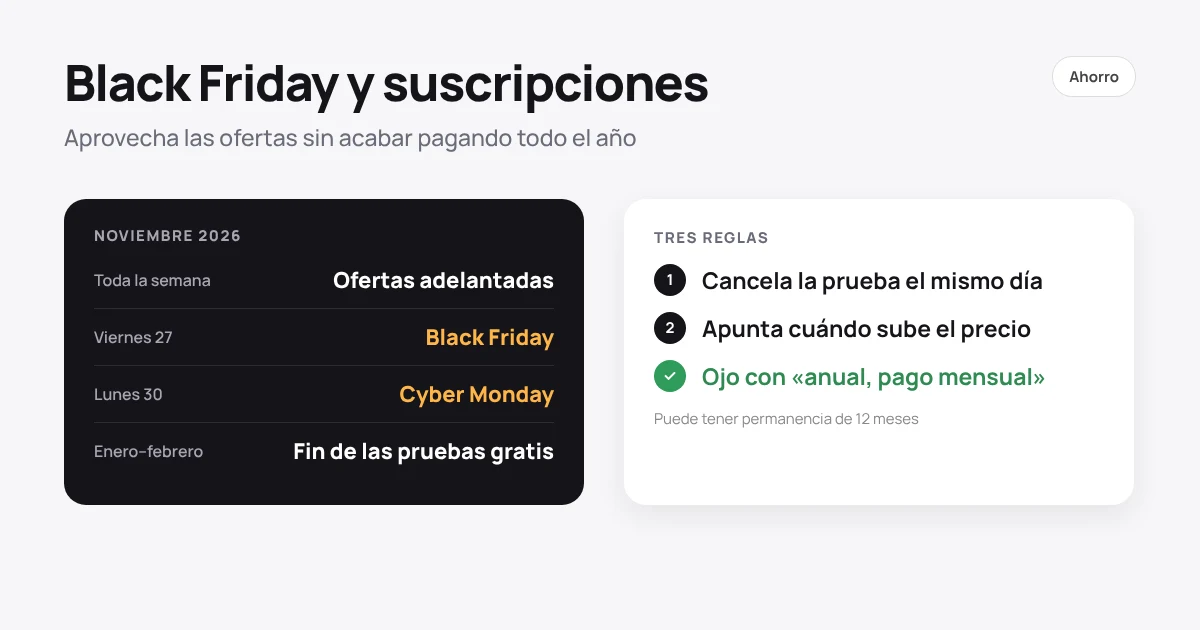 Black Friday y suscripciones
Ahorro
Aprovecha las ofertas sin acabar pagando todo el año
NOVIEMBRE 2026
Toda la semana Ofertas adelantadas
Viernes 27 Black Friday
Lunes 30 Cyber Monday
Enero–febrero Fin de las pruebas gratis
TRES REGLAS
1 Cancela la prueba el mismo día
2 Apunta cuándo sube el precio
Ojo con «anual, pago mensual»
Puede tener permanencia de 12 meses